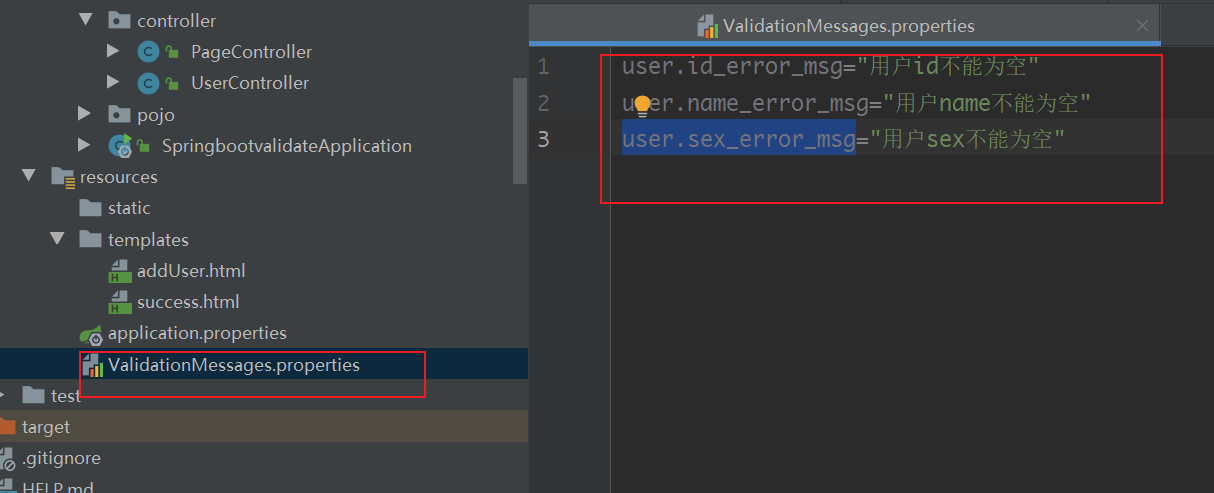 controller
PageController
UserController
pojo
SpringbootvalidateApplication
resources
static
templates
addUser.html
success.html
application.properties
ValidationMessages.properties
test
target
.gitignore
HELP.md
ValidationMessages.properties
1 user.id_error_msg="用户id不能为空"
2 user.name_error_msg="用户name不能为空"
3 user.sex_error_msg="用户sex不能为空"